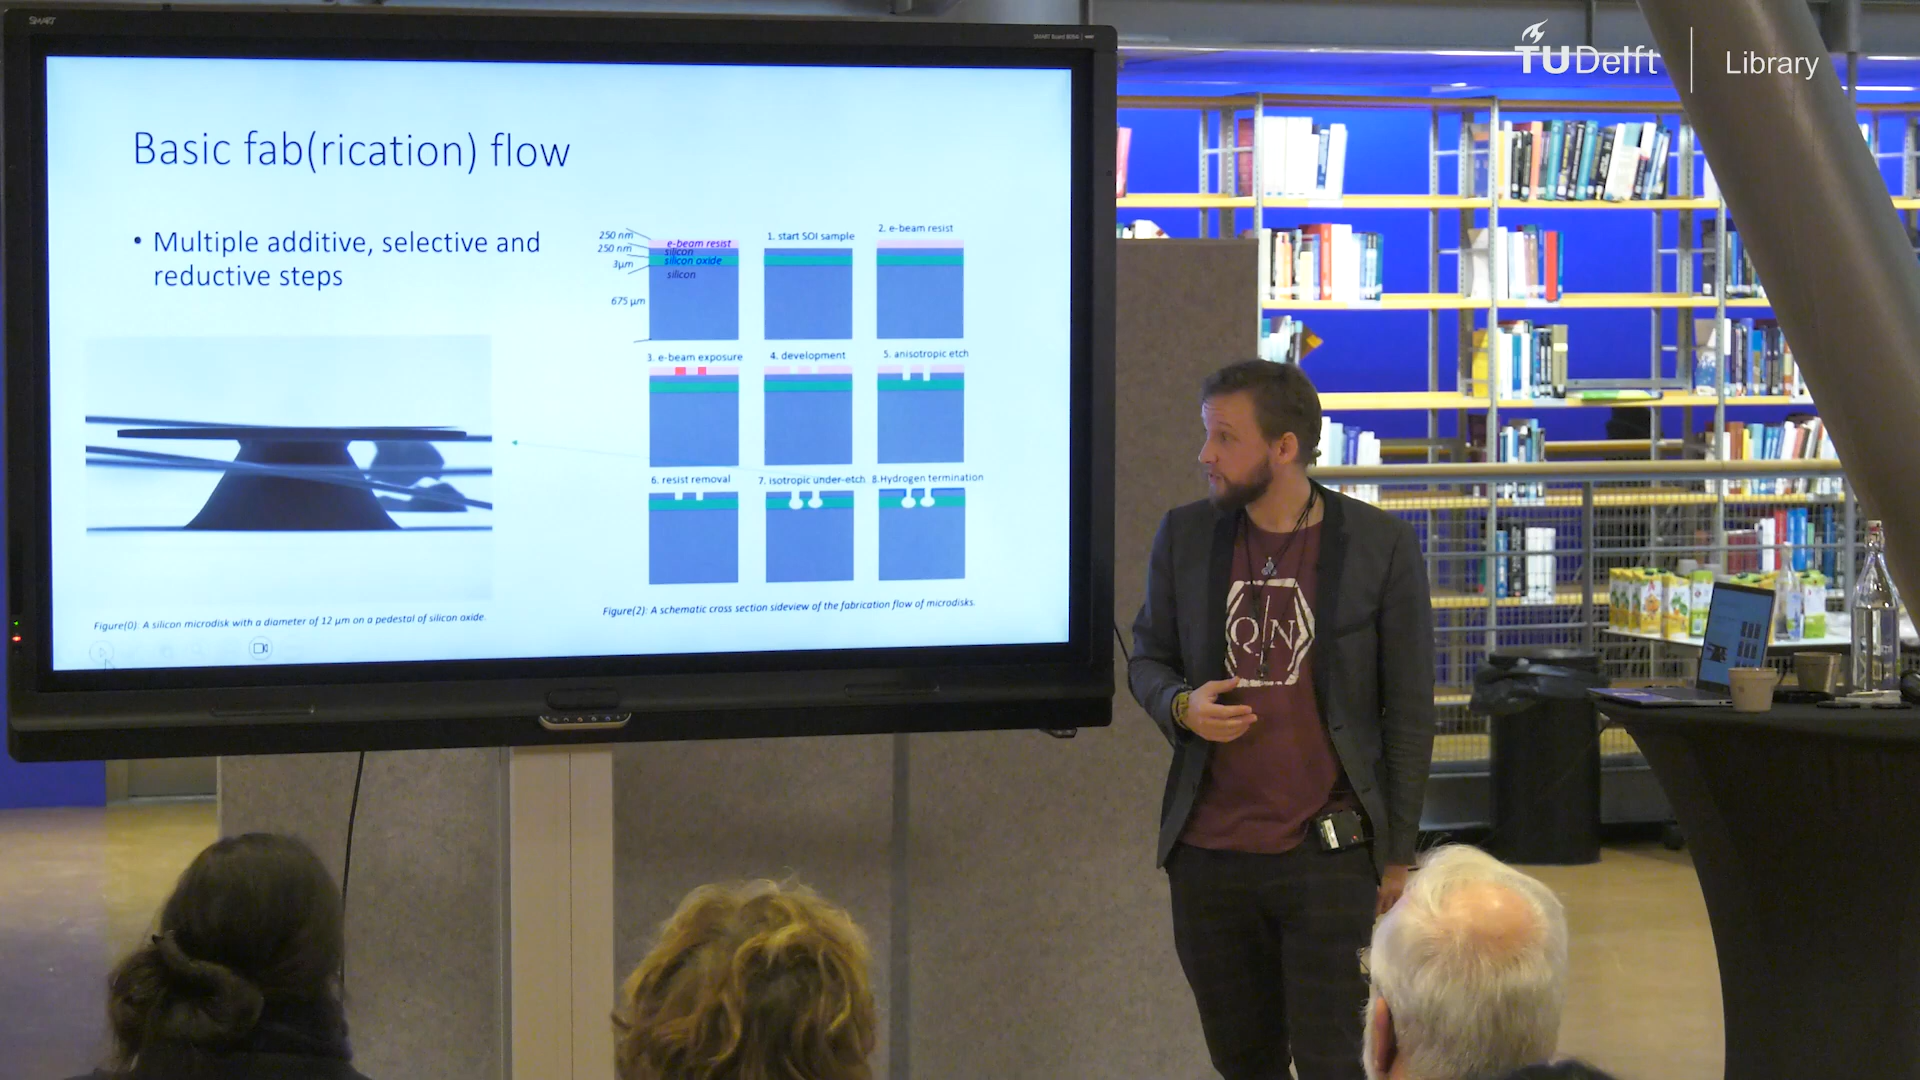 SMART
TUDelft
Library
Basic fab(rication) flow
• Multiple additive, selective and
reductive steps
250 nm
250 nm
3µm
675 µm
e-beam resist
silicon
silicon oxide
silicon
1. start SOI sample
2. e-beam resist
3. e-beam exposure
4. development
5. anisotropic etch
6. resist removal
7. isotropic under-etch
8.Hydrogen termination
Figure(0): A silicon microdisk with a diameter of 12 µm on a pedestal of silicon oxide.
Figure(2): A schematic cross section sideview of the fabrication flow of microdisks.
Q|N